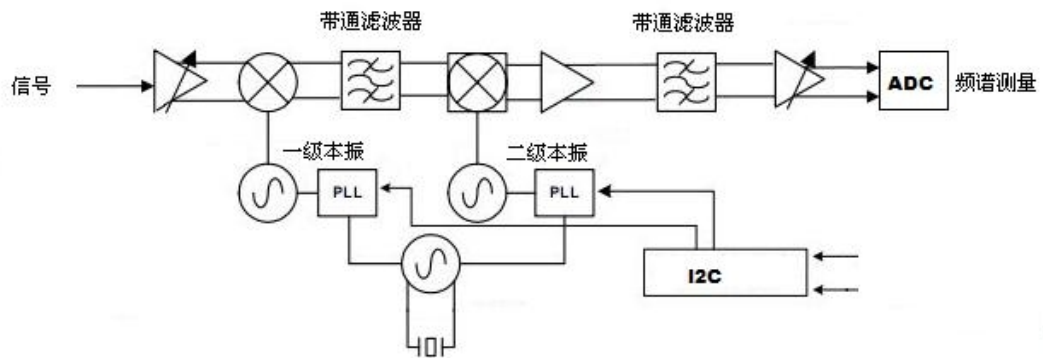 带通滤波器
带通滤波器
信号
ADC
频谱测量
一级本振
二级本振
PLL
PLL
I2C